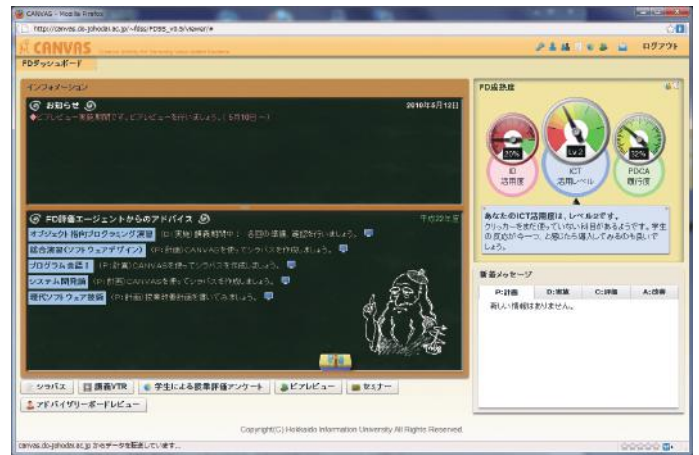 CANVAS - Mozilla Firefox
CANVAS
ログアウト
FDダッシュボード
インフォメーション
お知らせ
2010年5月12日
◆ピアレビュー実施期間です。ピアレビューを行いましょう。(5月10日 ～)
FD評価エージェントからのアドバイス
平成22年度
オブジェクト指向プログラミング演習 (D:実施)講義期間中: 各回の準備、確認を行いましょう。
総合演習(ソフトウェアデザイン) (P:計画)CANVASを使ってシラバスを作成しましょう。
プログラム言語I (P:計画)CANVASを使ってシラバスを作成しましょう。
システム開発論 (P:計画)CANVASを使ってシラバスを作成しましょう。
現代ソフトウェア技術 (P:計画)授業計画を書いてみましょう。
FD成熟度
20%
Lv.2
32%
ID
活用度
ICT
活用レベル
PDCA
履行度
あなたのICT活用度は、レベル2です。
クリッカーをまだ使っていない科目があるようです。学生
の反応が今一つ、と感じたら導入してみるのも良いで
しょう。
新着メッセージ
P:計画 D:実施 C:評価 A:改善
新しい情報はありません。
シラバス 講義VTR 学生による授業評価アンケート ピアレビュー セミナー
アドバイザリーボードレビュー
Copyright(C) Hokkaido Information University All Rights Reserved.
canvas.do-johodai.ac.jp からデータを転送しています...